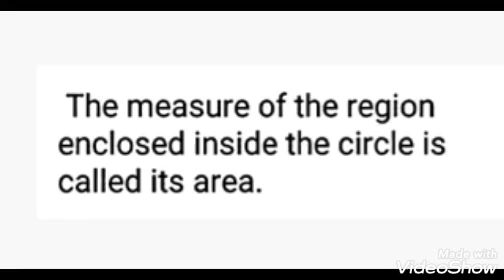 The measure of the region
enclosed inside the circle is
called its area.
Made with
VideoShow